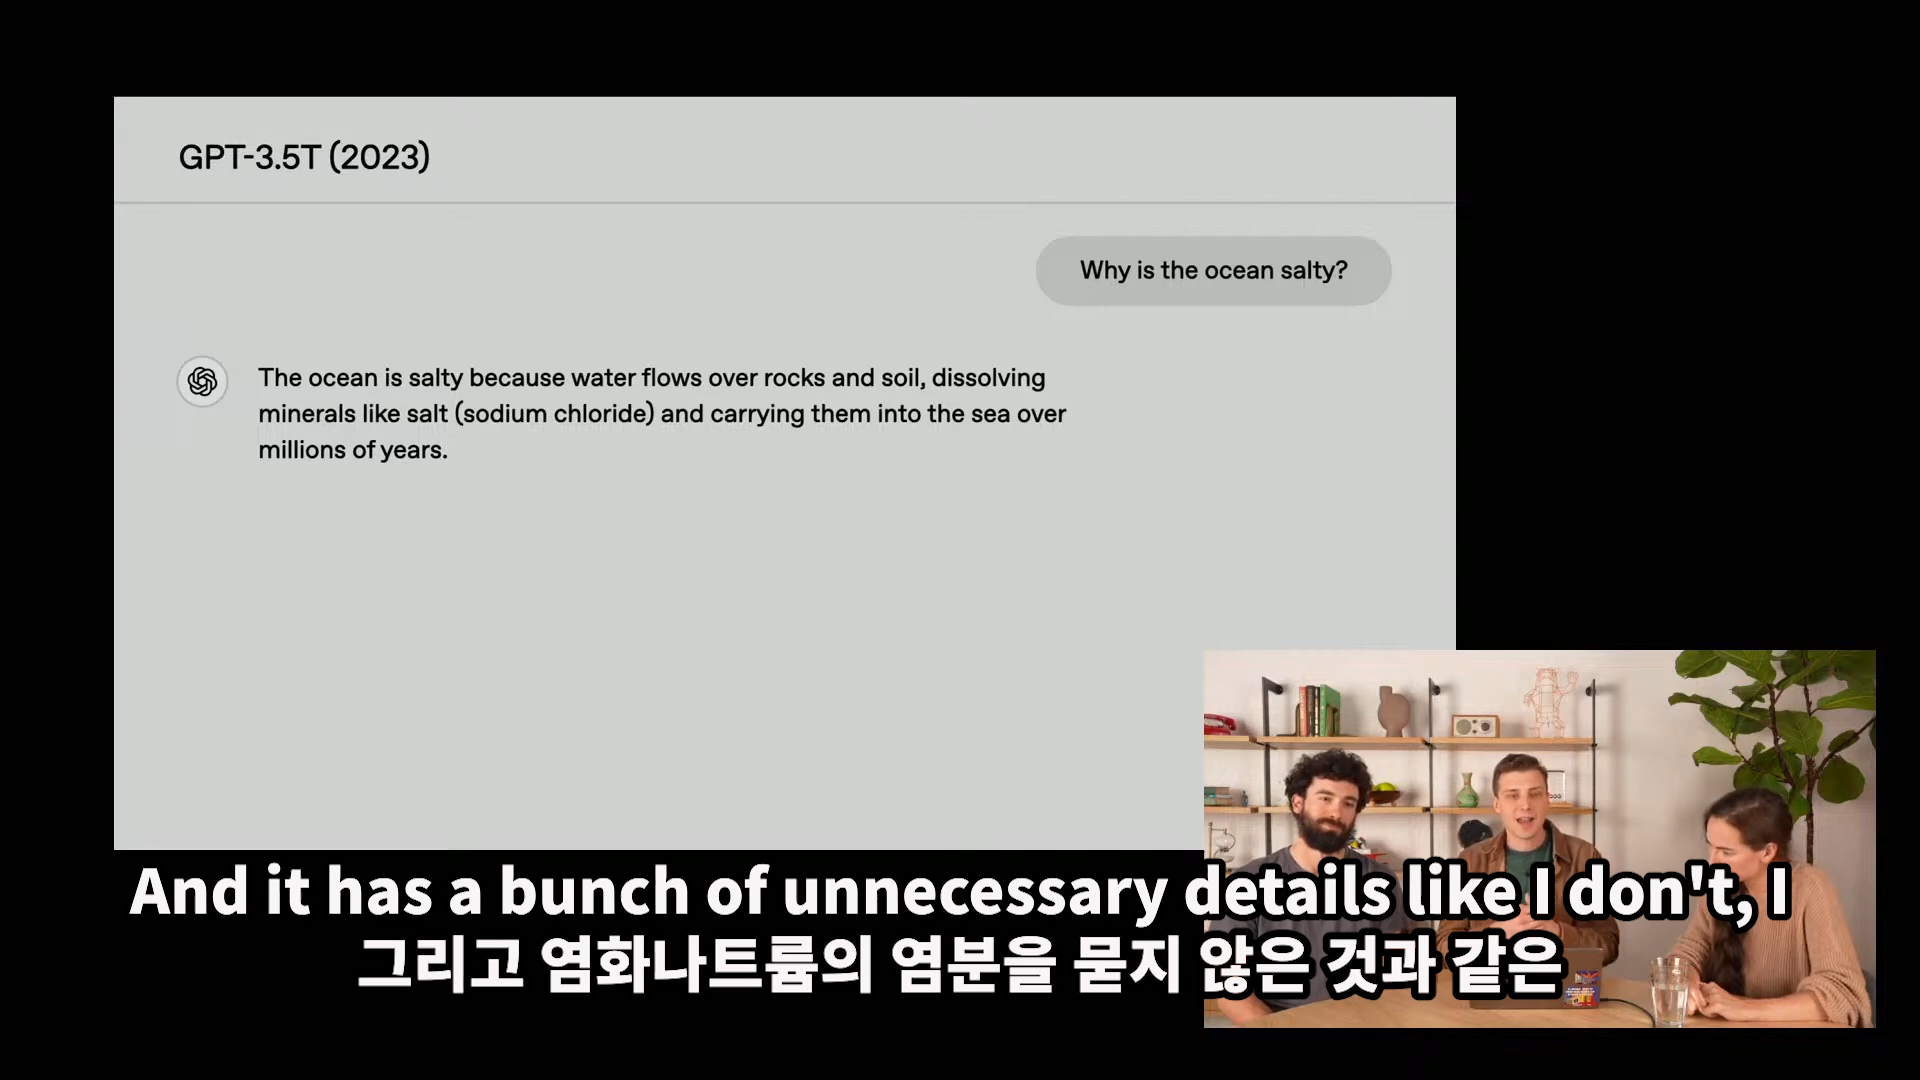 GPT-3.5T (2023)
Why is the ocean salty?
The ocean is salty because water flows over rocks and soil, dissolving
minerals like salt (sodium chloride) and carrying them into the sea over
millions of years.
And it has a bunch of unnecessary details like I don't, I
그리고 염화나트륨의 염분을 묻지 않은 것과 같은